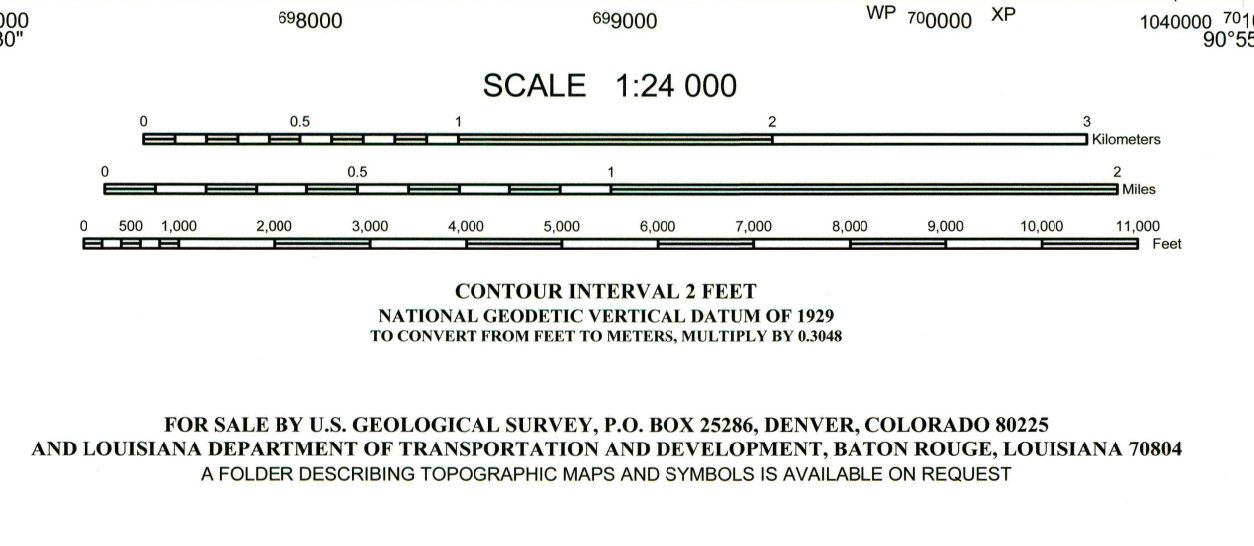 000 698000 699000 WP 700000 XP 1040000 701
30" 90°55
SCALE 1:24 000
0 0.5 1 2 3
Kilometers
0 0.5 1 2
Miles
0 500 1,000 2,000 3,000 4,000 5,000 6,000 7,000 8,000 9,000 10,000 11,000
Feet
CONTOUR INTERVAL 2 FEET
NATIONAL GEODETIC VERTICAL DATUM OF 1929
TO CONVERT FROM FEET TO METERS, MULTIPLY BY 0.3048
FOR SALE BY U.S. GEOLOGICAL SURVEY, P.O. BOX 25286, DENVER, COLORADO 80225
AND LOUISIANA DEPARTMENT OF TRANSPORTATION AND DEVELOPMENT, BATON ROUGE, LOUISIANA 70804
A FOLDER DESCRIBING TOPOGRAPHIC MAPS AND SYMBOLS IS AVAILABLE ON REQUEST